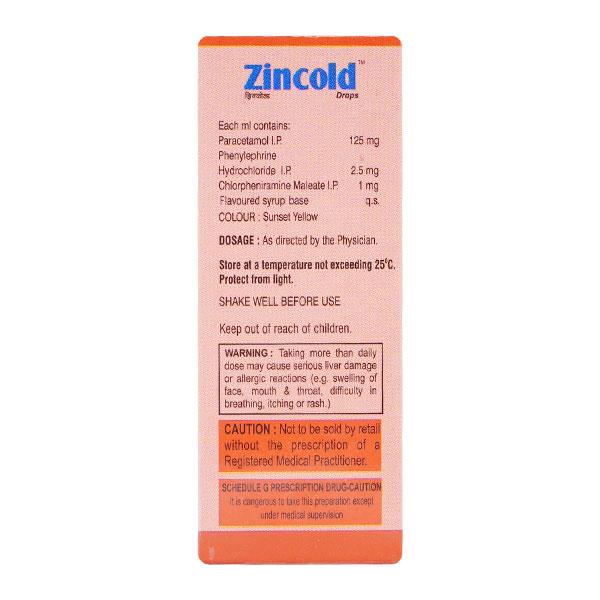 Zincold™
ज़िनकोल्ड Drops
Each ml contains:
Paracetamol I.P. 125 mg
Phenylephrine
Hydrochloride I.P. 2.5 mg
Chlorpheniramine Maleate I.P. 1 mg
Flavoured syrup base q.s.
COLOUR : Sunset Yellow
DOSAGE : As directed by the Physician.
Store at a temperature not exceeding 25°C.
Protect from light.
SHAKE WELL BEFORE USE
Keep out of reach of children.
WARNING : Taking more than daily
dose may cause serious liver damage
or allergic reactions (e.g. swelling of
face, mouth & throat, difficulty in
breathing, itching or rash.)
CAUTION : Not to be sold by retail
without the prescription of a
Registered Medical Practitioner.
SCHEDULE G PRESCRIPTION DRUG-CAUTION
It is dangerous to take this preparation except
under medical supervision